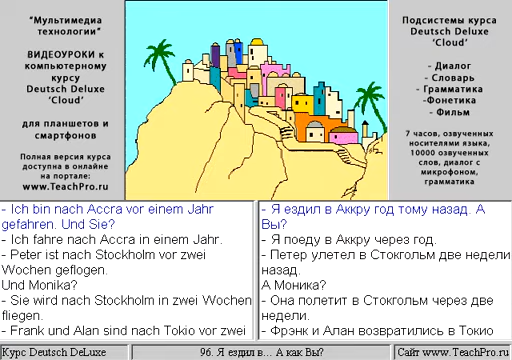 "Мультимедиа
технологии"
ВИДЕОУРОКИ к
компьютерному
курсу
Deutsch Deluxe
'Cloud'
для планшетов и
смартфонов
Полная версия курса
доступна в онлайне
на портале:
www.TeachPro.ru
Подсистемы курса
Deutsch Deluxe
'Cloud'
- Диалог
- Словарь
- Грамматика
-Фонетика
- Фильм
7 часов, озвученных
носителями языка,
10000 озвученных
слов, диалог с
микрофоном,
грамматика
- Ich bin nach Accra vor einem Jahr
gefahren. Und Sie?
- Ich fahre nach Accra in einem Jahr.
- Peter ist nach Stockholm vor zwei
Wochen geflogen.
Und Monika?
- Sie wird nach Stockholm in zwei Wochen
fliegen.
- Frank und Alan sind nach Tokio vor zwei
- Я ездил в Аккру год тому назад. А
Вы?
- Я поеду в Аккру через год.
- Петер улетел в Стокгольм две недели
назад.
А Моника?
- Она полетит в Стокгольм через две
недели.
- Фрэнк и Алан возвратились в Токио
Курс Deutsch DeLuxe
96. Я ездил в... А как Вы?
Сайт www.TeachPro.ru